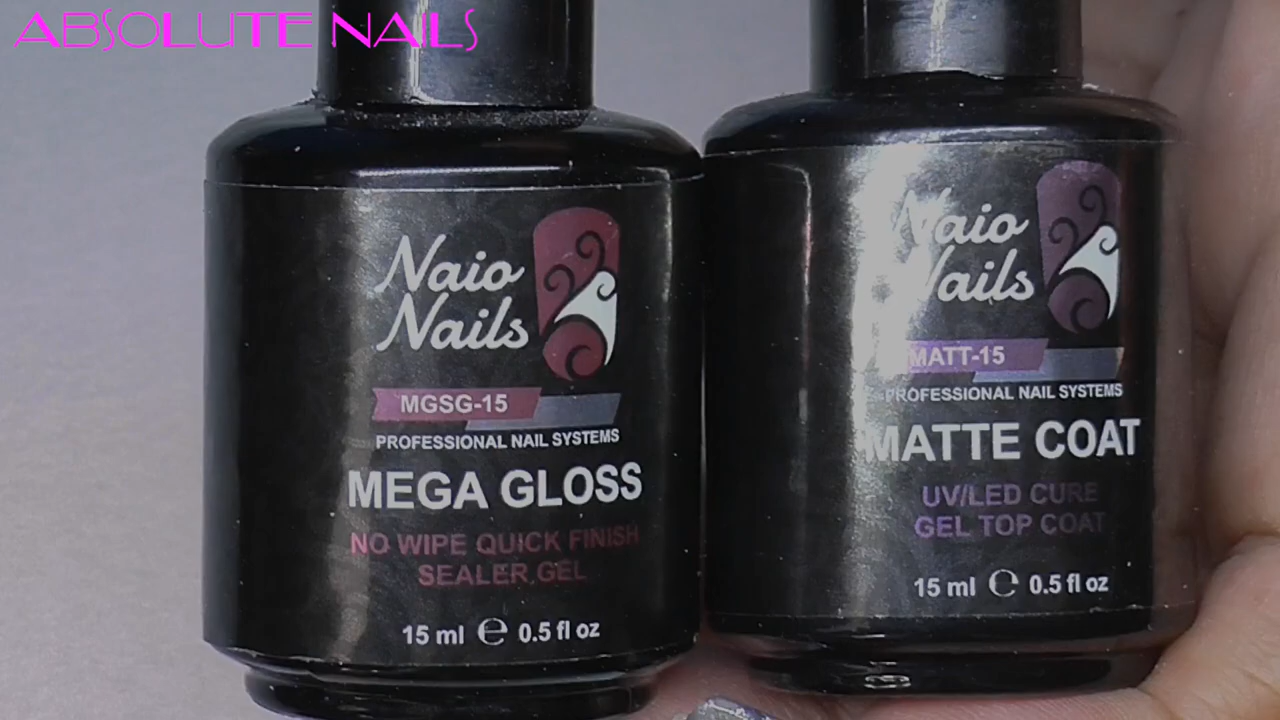 ABSOLUTE NAILS
Naio
Nails
MGSG-15
PROFESSIONAL NAIL SYSTEMS
MEGA GLOSS
NO WIPE QUICK FINISH
SEALER GEL
15 ml ℮ 0.5 fl oz
Naio
Nails
MATT-15
PROFESSIONAL NAIL SYSTEMS
MATTE COAT
UV/LED CURE
GEL TOP COAT
15 ml ℮ 0.5 fl oz